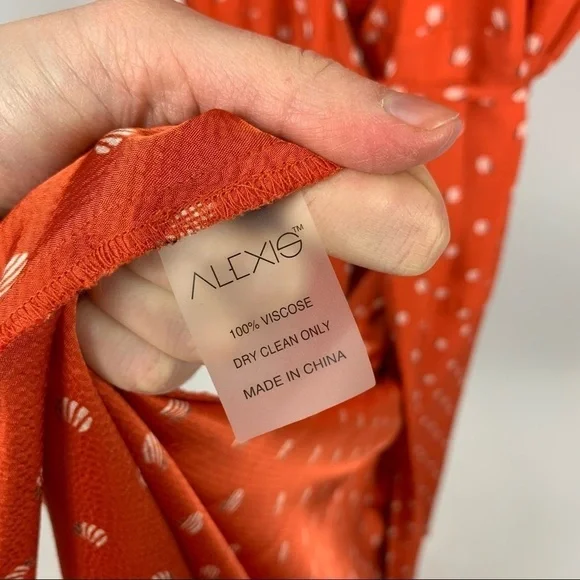 ALEXIS™
100% VISCOSE
DRY CLEAN ONLY
MADE IN CHINA